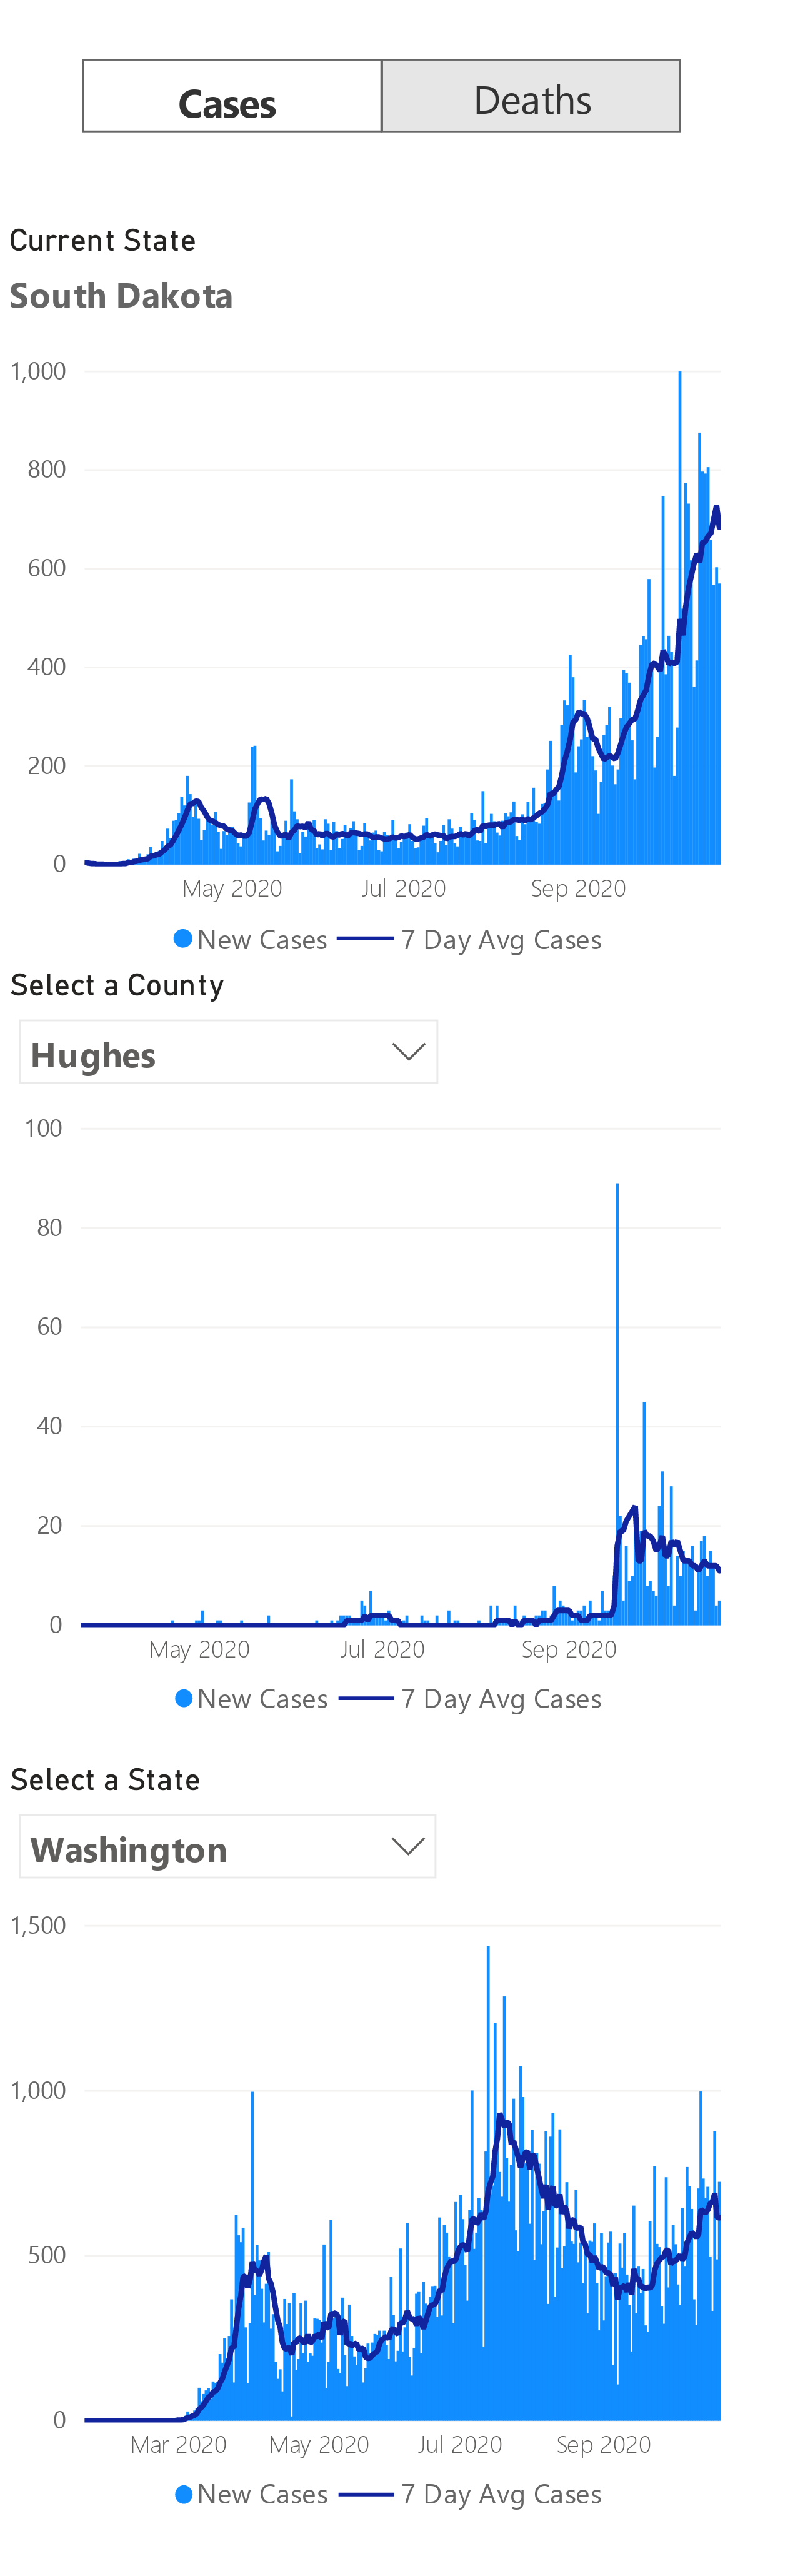 Cases Deaths
Current State
South Dakota
1,000
800
600
400
200
0
May 2020 Jul 2020 Sep 2020
New Cases 7 Day Avg Cases
Select a County
Hughes
100
80
60
40
20
0
May 2020 Jul 2020 Sep 2020
New Cases 7 Day Avg Cases
Select a State
Washington
1,500
1,000
500
0
Mar 2020 May 2020 Jul 2020 Sep 2020
New Cases 7 Day Avg Cases